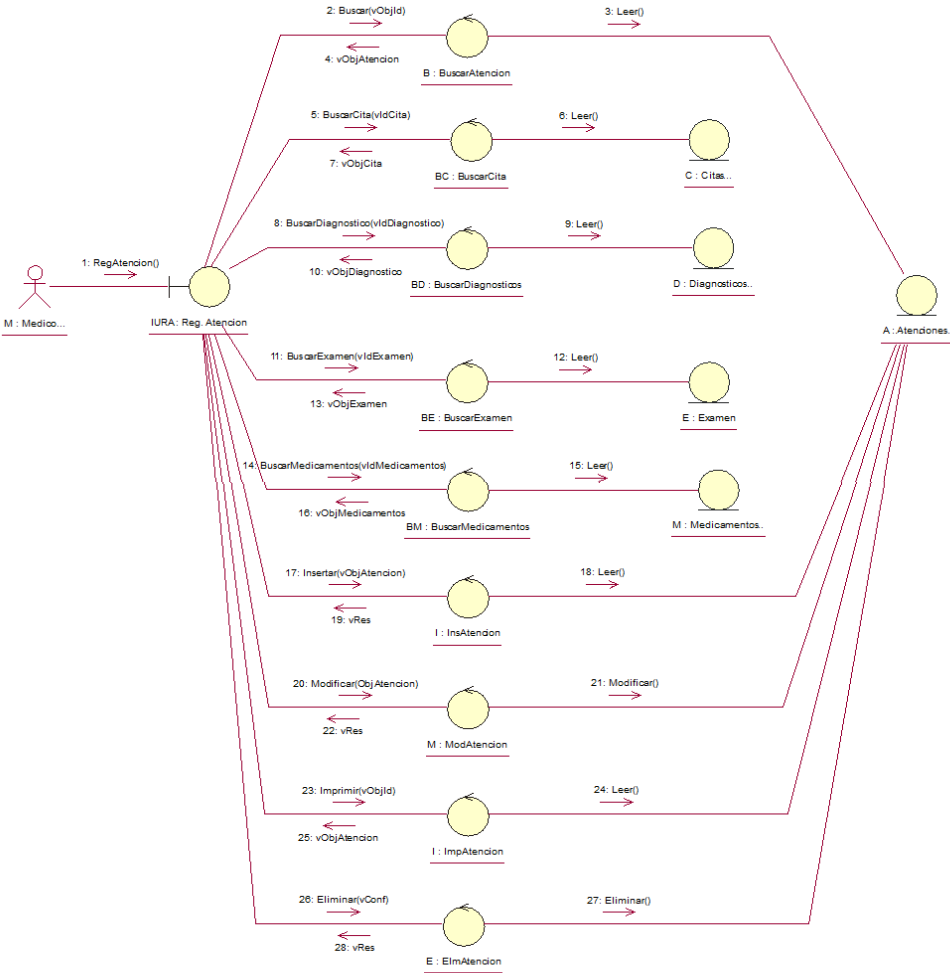 2: Buscar(vObjId)
3: Leer()
4: vObjAtencion
B : BuscarAtencion
5: BuscarCita(vIdCita)
6: Leer()
7: vObjCita
BC : BuscarCita
C : Citas...
8: BuscarDiagnostico(vIdDiagnostico)
9: Leer()
10: vObjDiagnostico
BD : BuscarDiagnosticos
D : Diagnosticos..
1: RegAtencion()
M : Medico...
IURA : Reg. Atencion
A : Atenciones.
11: BuscarExamen(vIdExamen)
12: Leer()
13: vObjExamen
BE : BuscarExamen
E : Examen
14: BuscarMedicamentos(vIdMedicamentos)
15: Leer()
16: vObjMedicamentos
BM : BuscarMedicamentos
M : Medicamentos..
17: Insertar(vObjAtencion)
18: Leer()
19: vRes
I : InsAtencion
20: Modificar(ObjAtencion)
21: Modificar()
22: vRes
M : ModAtencion
23: Imprimir(vObjId)
24: Leer()
25: vObjAtencion
I : ImpAtencion
26: Eliminar(vConf)
27: Eliminar()
28: vRes
E : ElmAtencion